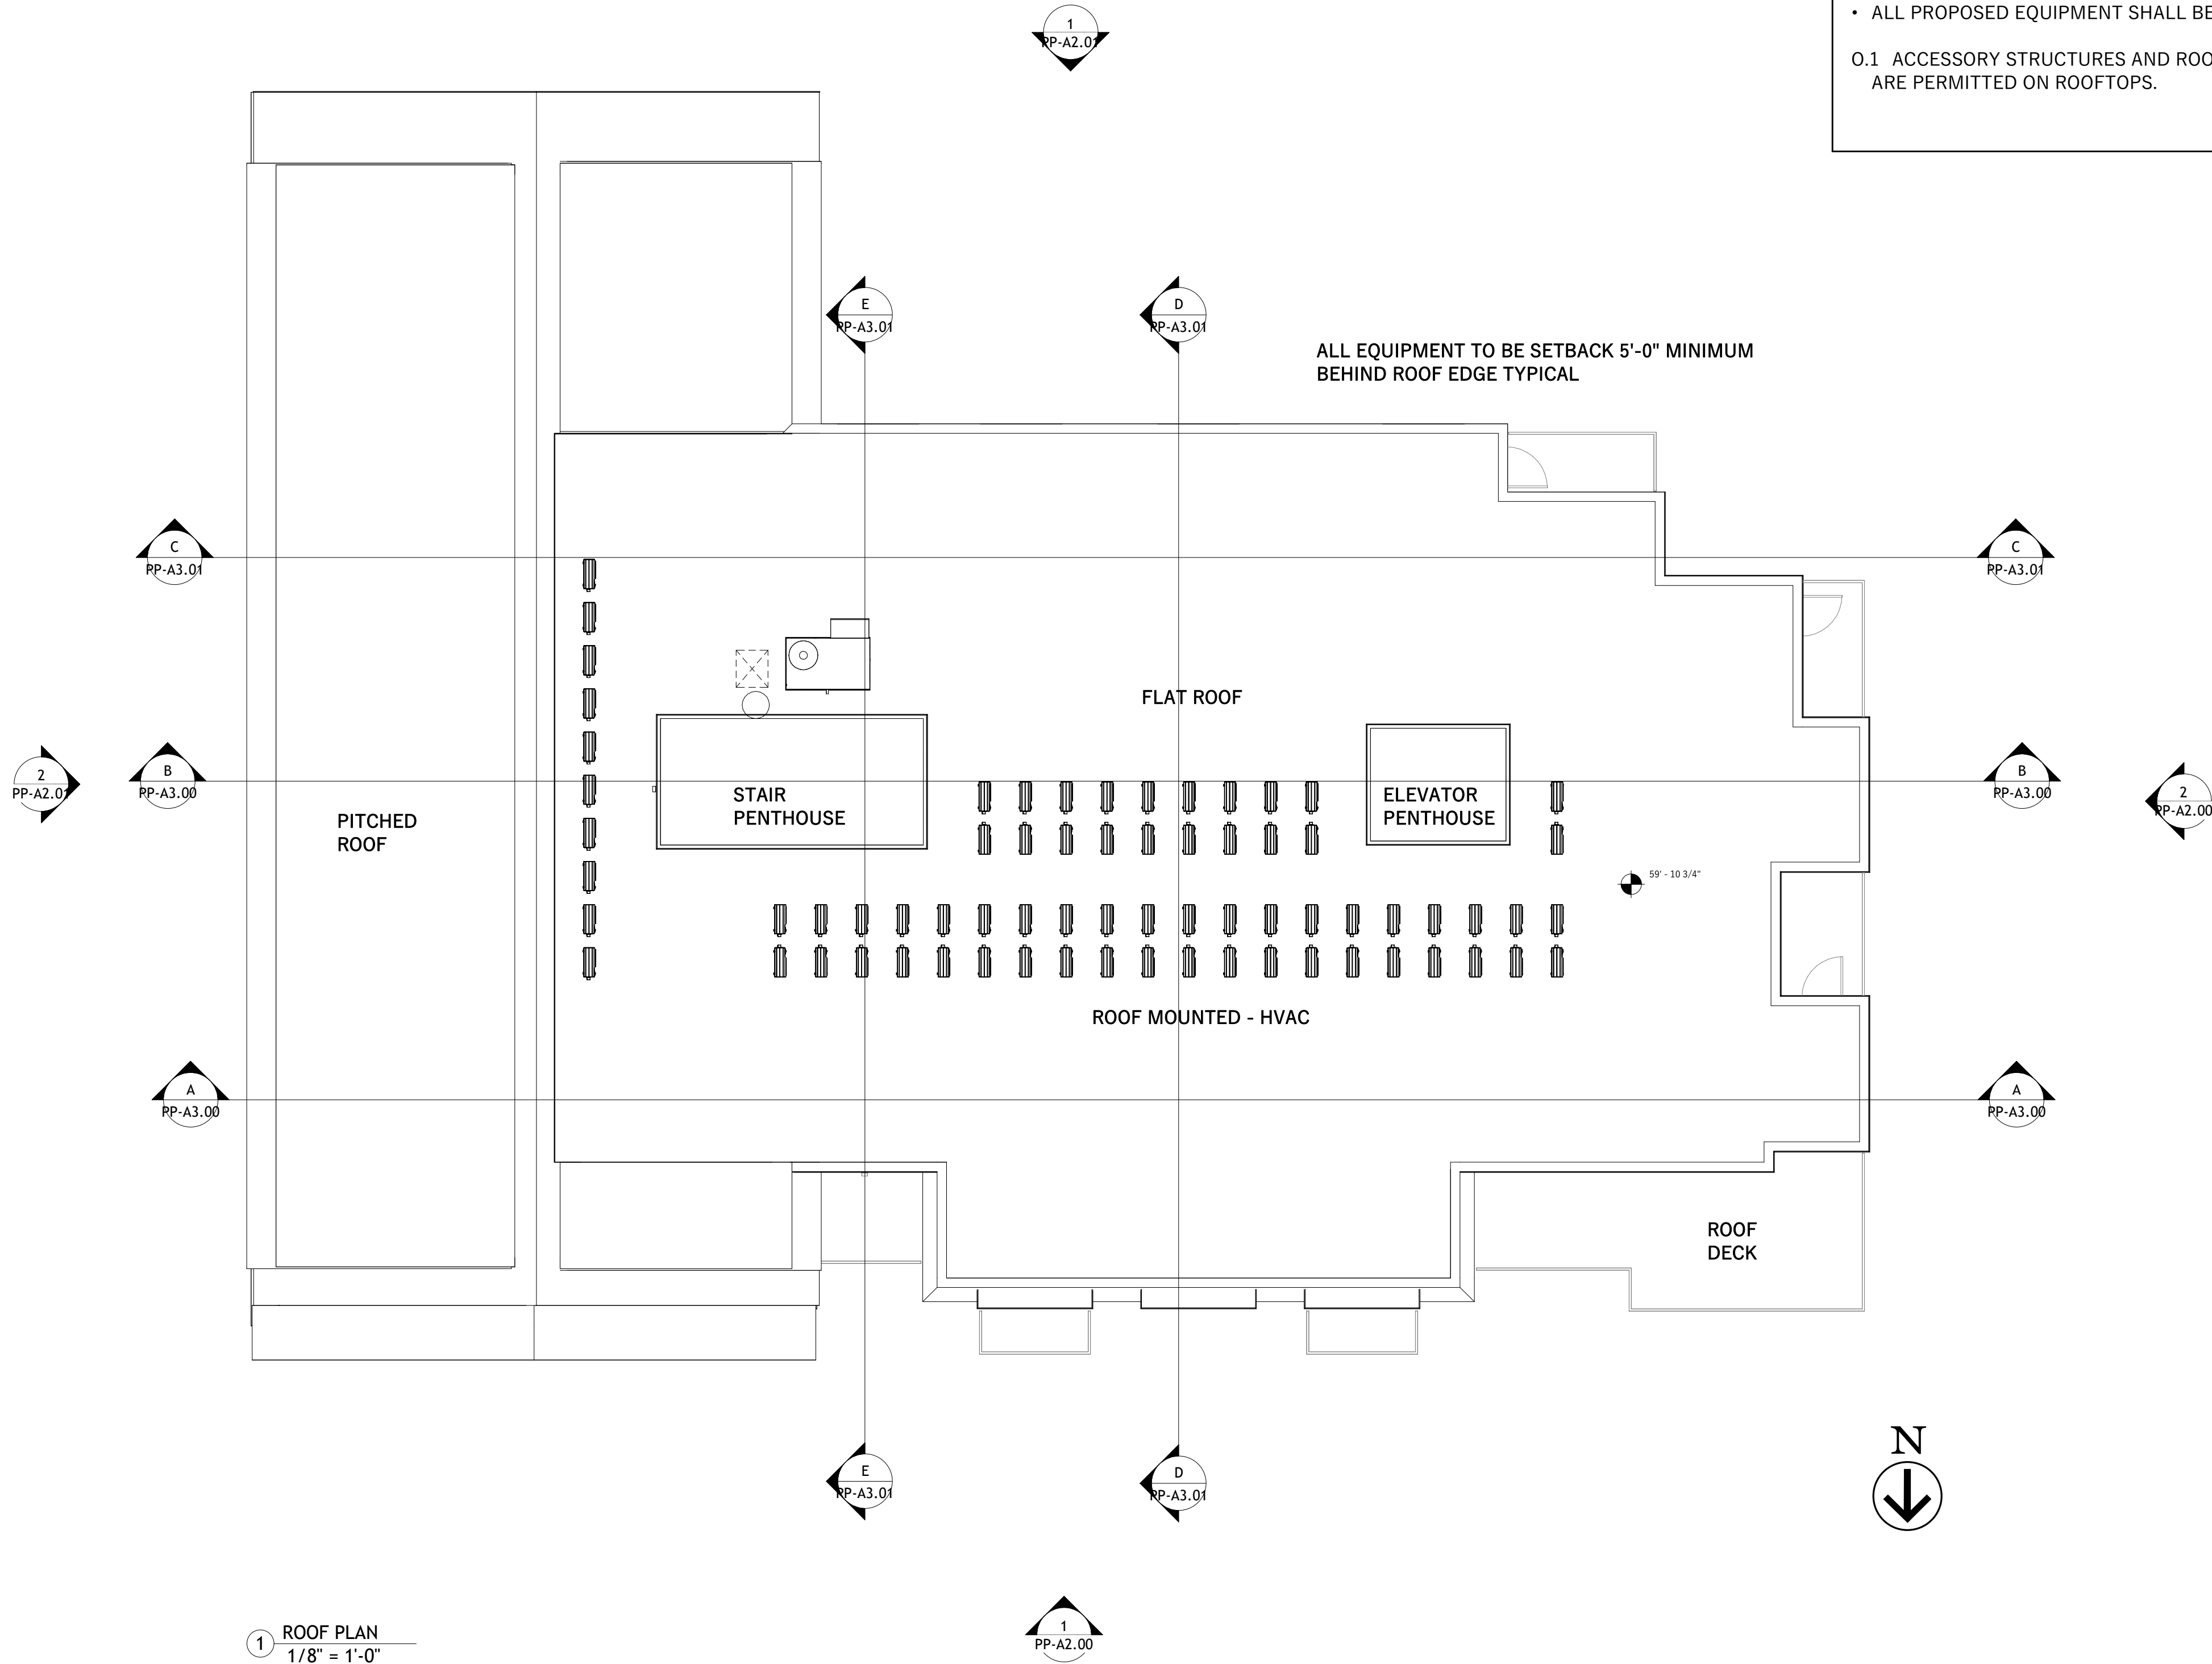 • ALL PROPOSED EQUIPMENT SHALL BE
O.1 ACCESSORY STRUCTURES AND ROO
ARE PERMITTED ON ROOFTOPS.
1
PP-A2.01
E
PP-A3.01
D
PP-A3.01
ALL EQUIPMENT TO BE SETBACK 5'-0" MINIMUM
BEHIND ROOF EDGE TYPICAL
C
PP-A3.01
C
PP-A3.01
FLAT ROOF
2
PP-A2.01
B
PP-A3.00
PITCHED
ROOF
STAIR
PENTHOUSE
ELEVATOR
PENTHOUSE
B
PP-A3.00
2
PP-A2.00
59' - 10 3/4"
ROOF MOUNTED - HVAC
A
PP-A3.00
A
PP-A3.00
ROOF
DECK
E
PP-A3.01
D
PP-A3.01
N
1
PP-A2.00
1 ROOF PLAN
1/8" = 1'-0"